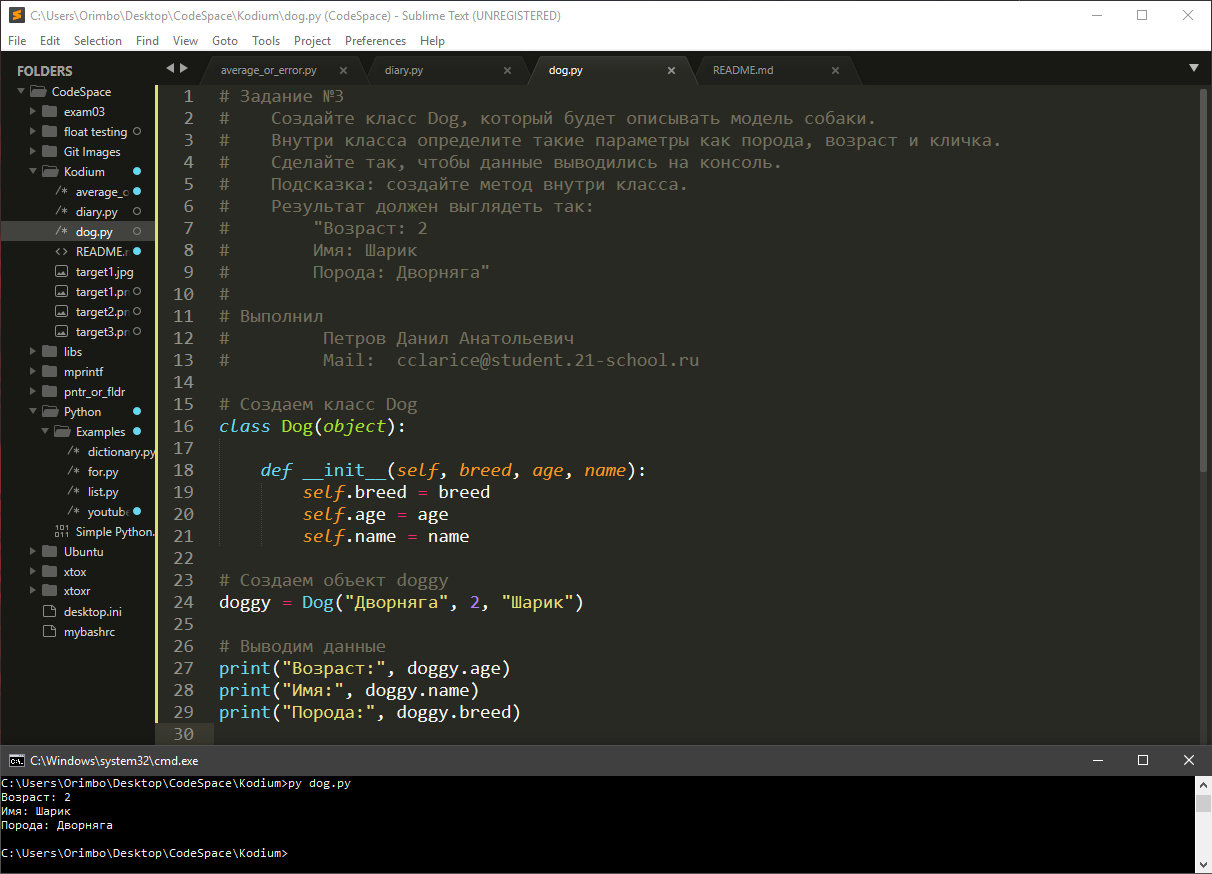 C:\Users\Orimbo\Desktop\CodeSpace\Kodium\dog.py (CodeSpace) - Sublime Text (UNREGISTERED)
File Edit Selection Find View Goto Tools Project Preferences Help
FOLDERS
CodeSpace
exam03
float testing
Git Images
Kodium
/* average_o
/* diary.py
/* dog.py
<> README.r
target1.jpg
target1.pr
target2.pr
target3.pr
libs
mprintf
pntr_or_fldr
Python
Examples
/* dictionary.py
/* for.py
/* list.py
/* youtube
Simple Python.
Ubuntu
xtox
xtoxr
desktop.ini
mybashrc
average_or_error.py × diary.py × dog.py × README.md ×
1 # Задание №3
2 #    Создайте класс Dog, который будет описывать модель собаки.
3 #    Внутри класса определите такие параметры как порода, возраст и кличка.
4 #    Сделайте так, чтобы данные выводились на консоль.
5 #    Подсказка: создайте метод внутри класса.
6 #    Результат должен выглядеть так:
7 #        "Возраст: 2
8 #        Имя: Шарик
9 #        Порода: Дворняга"
10 #
11 # Выполнил
12 #         Петров Данил Анатольевич
13 #         Mail:  cclarice@student.21-school.ru
14
15 # Создаем класс Dog
16 class Dog(object):
17
18     def __init__(self, breed, age, name):
19         self.breed = breed
20         self.age = age
21         self.name = name
22
23 # Создаем обьект doggy
24 doggy = Dog("Дворняга", 2, "Шарик")
25
26 # Выводим данные
27 print("Возраст:", doggy.age)
28 print("Имя:", doggy.name)
29 print("Порода:", doggy.breed)
30
C:\Windows\system32\cmd.exe
C:\Users\Orimbo\Desktop\CodeSpace\Kodium>py dog.py
Возраст: 2
Имя: Шарик
Порода: Дворняга
C:\Users\Orimbo\Desktop\CodeSpace\Kodium>